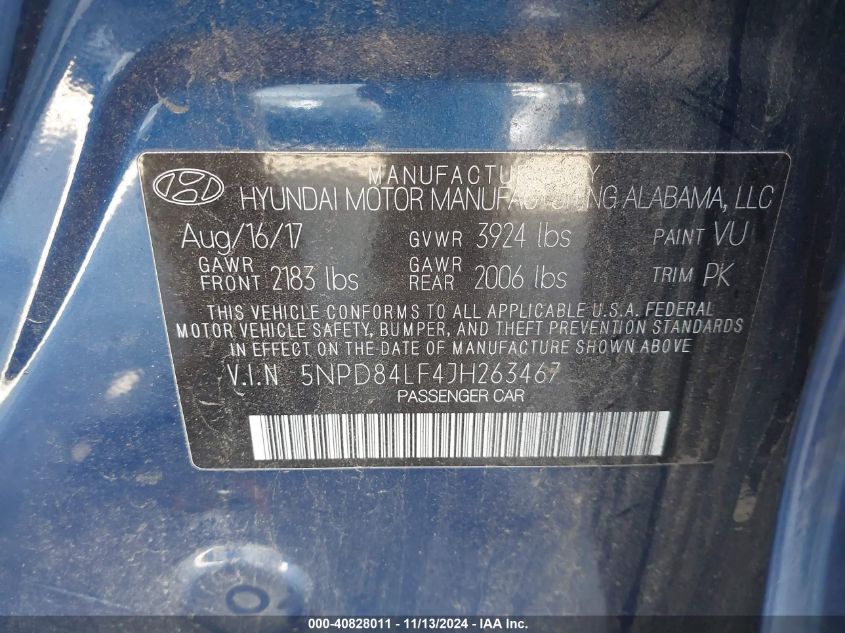 MANUFACTURED BY
HYUNDAI MOTOR MANUFACTURING ALABAMA, LLC
Aug/16/17 GVWR 3924 lbs PAINT VU
GAWR FRONT 2183 lbs GAWR REAR 2006 lbs TRIM PK
THIS VEHICLE CONFORMS TO ALL APPLICABLE U.S.A. FEDERAL
MOTOR VEHICLE SAFETY, BUMPER, AND THEFT PREVENTION STANDARDS
IN EFFECT ON THE DATE OF MANUFACTURE SHOWN ABOVE
V.I.N 5NPD84LF4JH263467
PASSENGER CAR
000-40828011 - 11/13/2024 - IAA Inc.